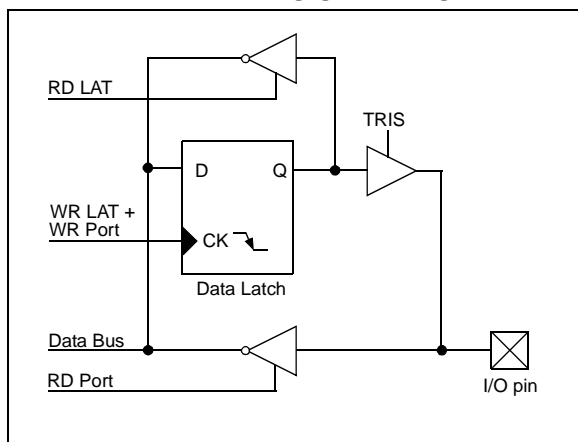 RD LAT
TRIS
D
Q
WR LAT +
WR Port
CK
Data Latch
Data Bus
RD Port
I/O pin